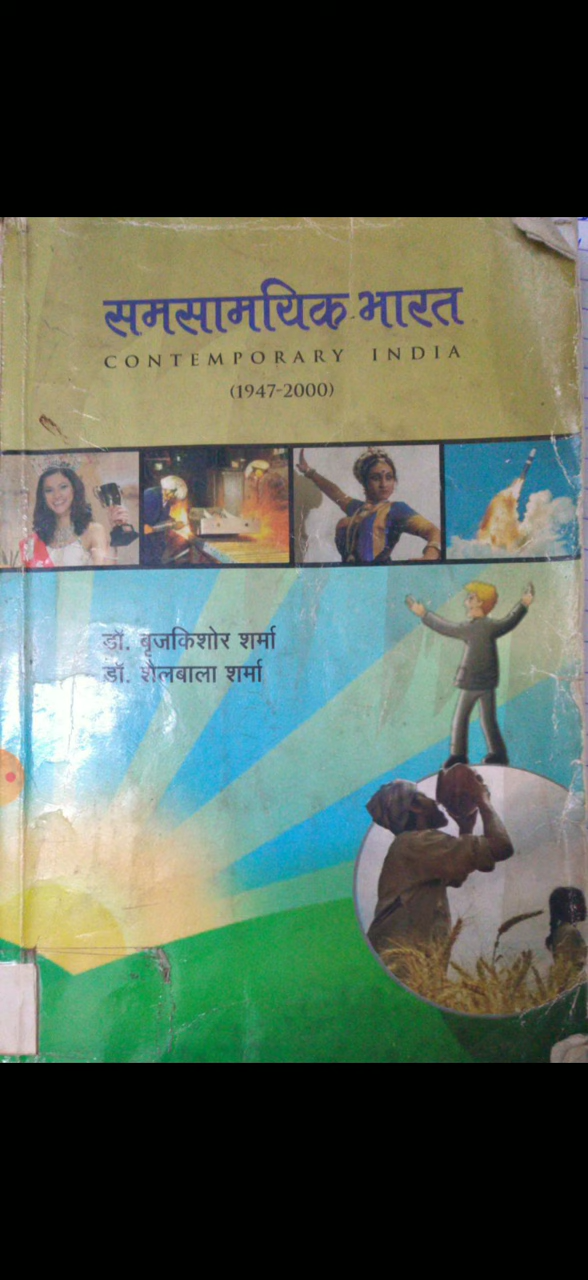 समसामयिक भारत
CONTEMPORARY INDIA
(1947-2000)
डॉ. बृजकिशोर शर्मा
डॉ. शैलबाला शर्मा